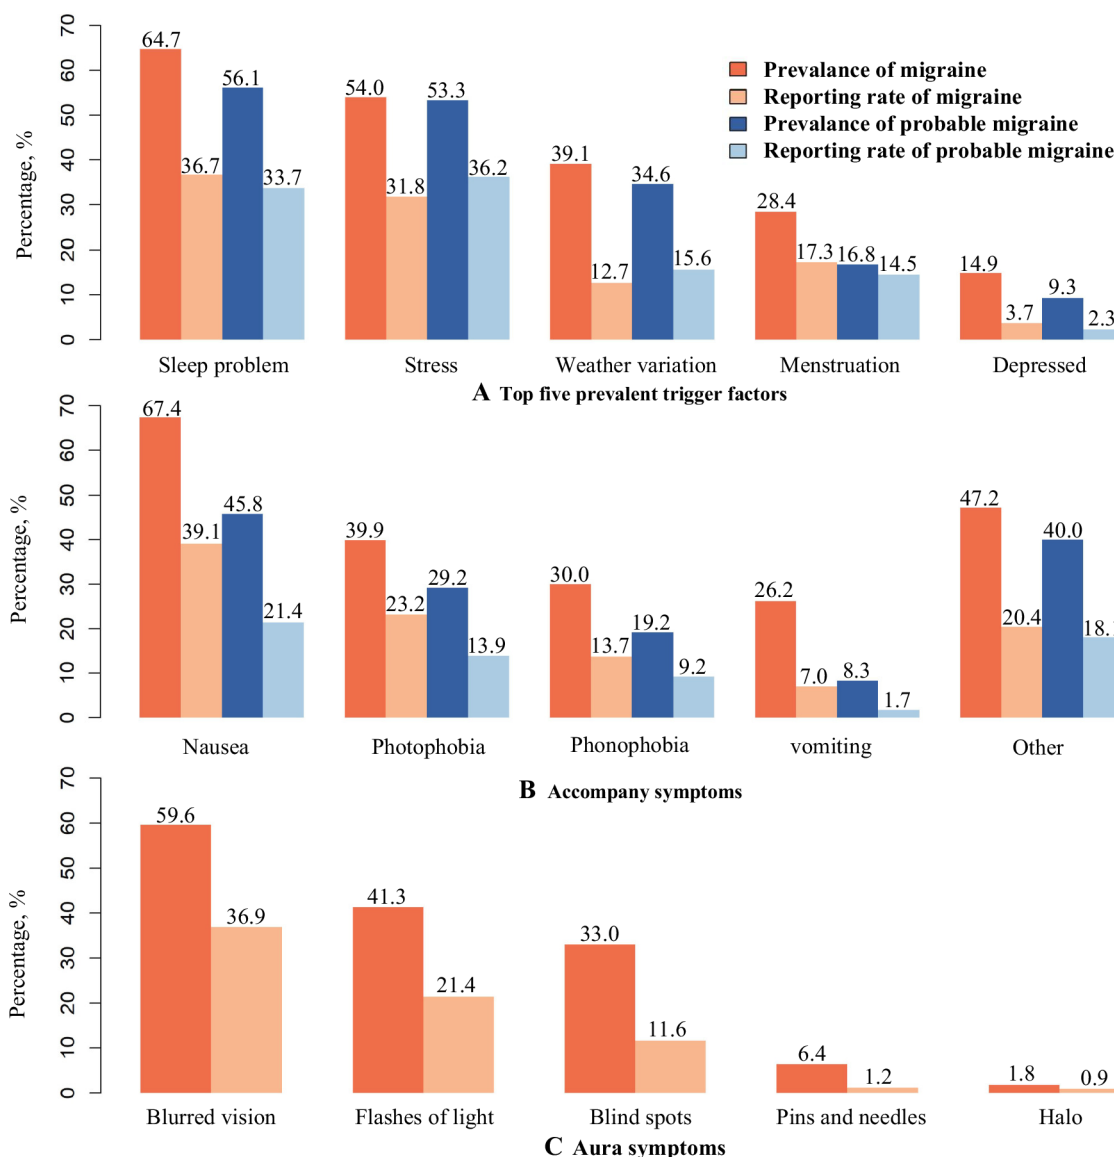 70
60
50
40
30
20
10
0
Percentage, %
64.7
36.7
56.1
33.7
54.0
31.8
53.3
36.2
39.1
12.7
34.6
15.6
28.4
17.3
16.8
14.5
14.9
3.7
9.3
2.3
Prevalance of migraine
Reporting rate of migraine
Prevalance of probable migraine
Reporting rate of probable migraine
Sleep problem
Stress
Weather variation
Menstruation
Depressed
A Top five prevalent trigger factors
70
60
50
40
30
20
10
0
Percentage, %
67.4
39.1
45.8
21.4
39.9
23.2
29.2
13.9
30.0
13.7
19.2
9.2
26.2
7.0
8.3
1.7
47.2
20.4
40.0
Nausea
Photophobia
Phonophobia
vomiting
Other
B Accompany symptoms
70
60
50
40
30
20
10
0
Percentage, %
59.6
36.9
41.3
21.4
33.0
11.6
6.4
1.2
1.8
0.9
Blurred vision
Flashes of light
Blind spots
Pins and needles
Halo
C Aura symptoms